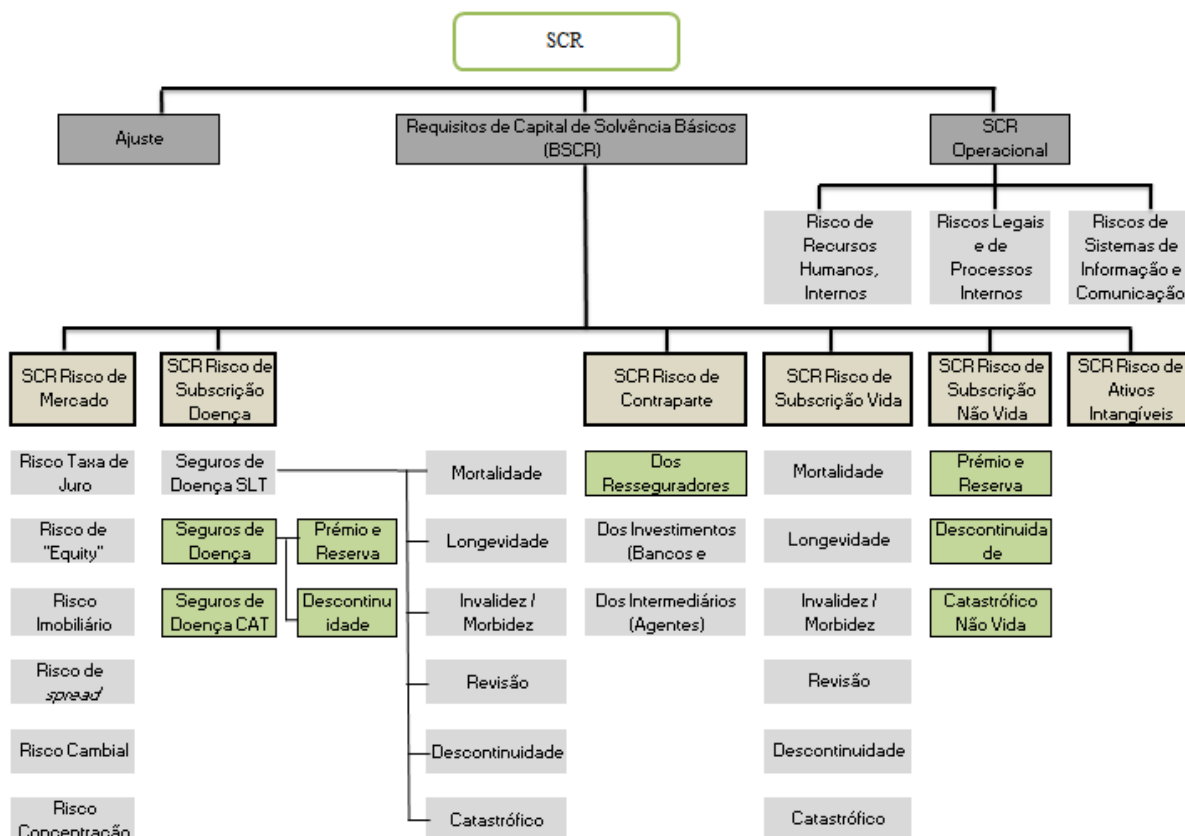 SCR
Ajuste
Requisitos de Capital de Solvência Básicos
(BSCR)
SCR
Operacional
Risco de
Recursos
Humanos,
Internos
Riscos Legais
e de
Processos
Internos
Riscos de
Sistemas de
Informação e
Comunicação
SCR Risco de
Mercado
SCR Risco de
Subscrição
Doença
SCR Risco de
Contraparte
SCR Risco de
Subscrição Vida
SCR Risco de
Subscrição
Não Vida
SCR Risco de
Ativos
Intangíveis
Risco Taxa de
Juro
Risco de
"Equity"
Risco
Imobiliário
Risco de
spread
Risco Cambial
Risco
Concentração
Seguros de
Doença SLT
Seguros de
Doença
Seguros de
Doença CAT
Prémio e
Reserva
Descontinu
idade
Mortalidade
Longevidade
Invalidez /
Morbidez
Revisão
Descontinuidade
Catastrófico
Dos
Resseguradores
Dos Investimentos
(Bancos e
Dos Intermediários
(Agentes)
Mortalidade
Longevidade
Invalidez /
Morbidez
Revisão
Descontinuidade
Catastrófico
Prémio e
Reserva
Descontinuida
de
Catastrófico
Não Vida